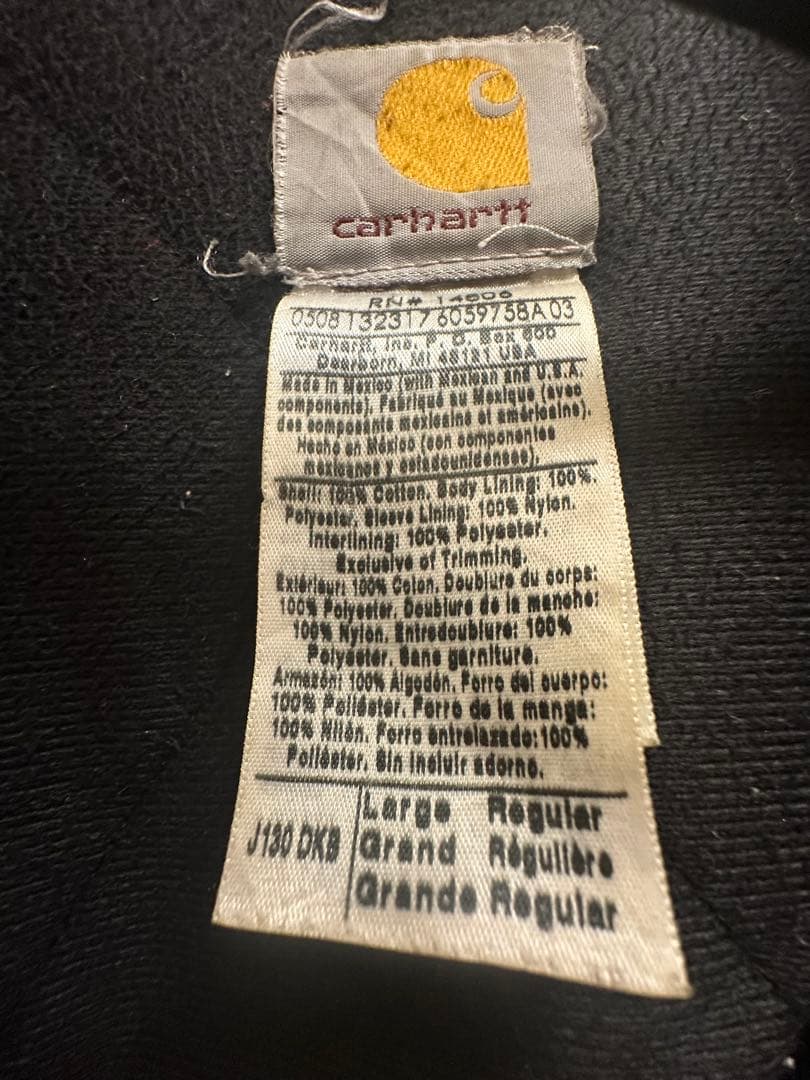 carhartt
RN# 14806
0508132317 6059758A 03
Carhartt, Inc. P.O. Box 600
Dearborn, MI 48121 USA
Made in Mexico (with Mexican and U.S.A.
components). Fabriqué au Mexique (avec
des composants mexicains et américains).
Hecho en México (con componentes
mexicanos y estadounidenses).
Shell: 100% Cotton. Body Lining: 100%.
Polyester. Sleeve Lining: 100% Nylon.
Interlining: 100% Polyester.
Exclusive of Trimming.
Extérieur: 100% Coton. Doublure du corps:
100% Polyester. Doublure de la manche:
100% Nylon. Entredoublure: 100%
Polyester. Sans garniture.
Armazón: 100% Algodón. Forro del cuerpo:
100% Poliéster. Forro de la manga:
100% Nilón. Forro entrelazado: 100%
Poliéster. Sin incluir adorno.
J130 DKB
Large Regular
Grand Régulière
Grande Regular